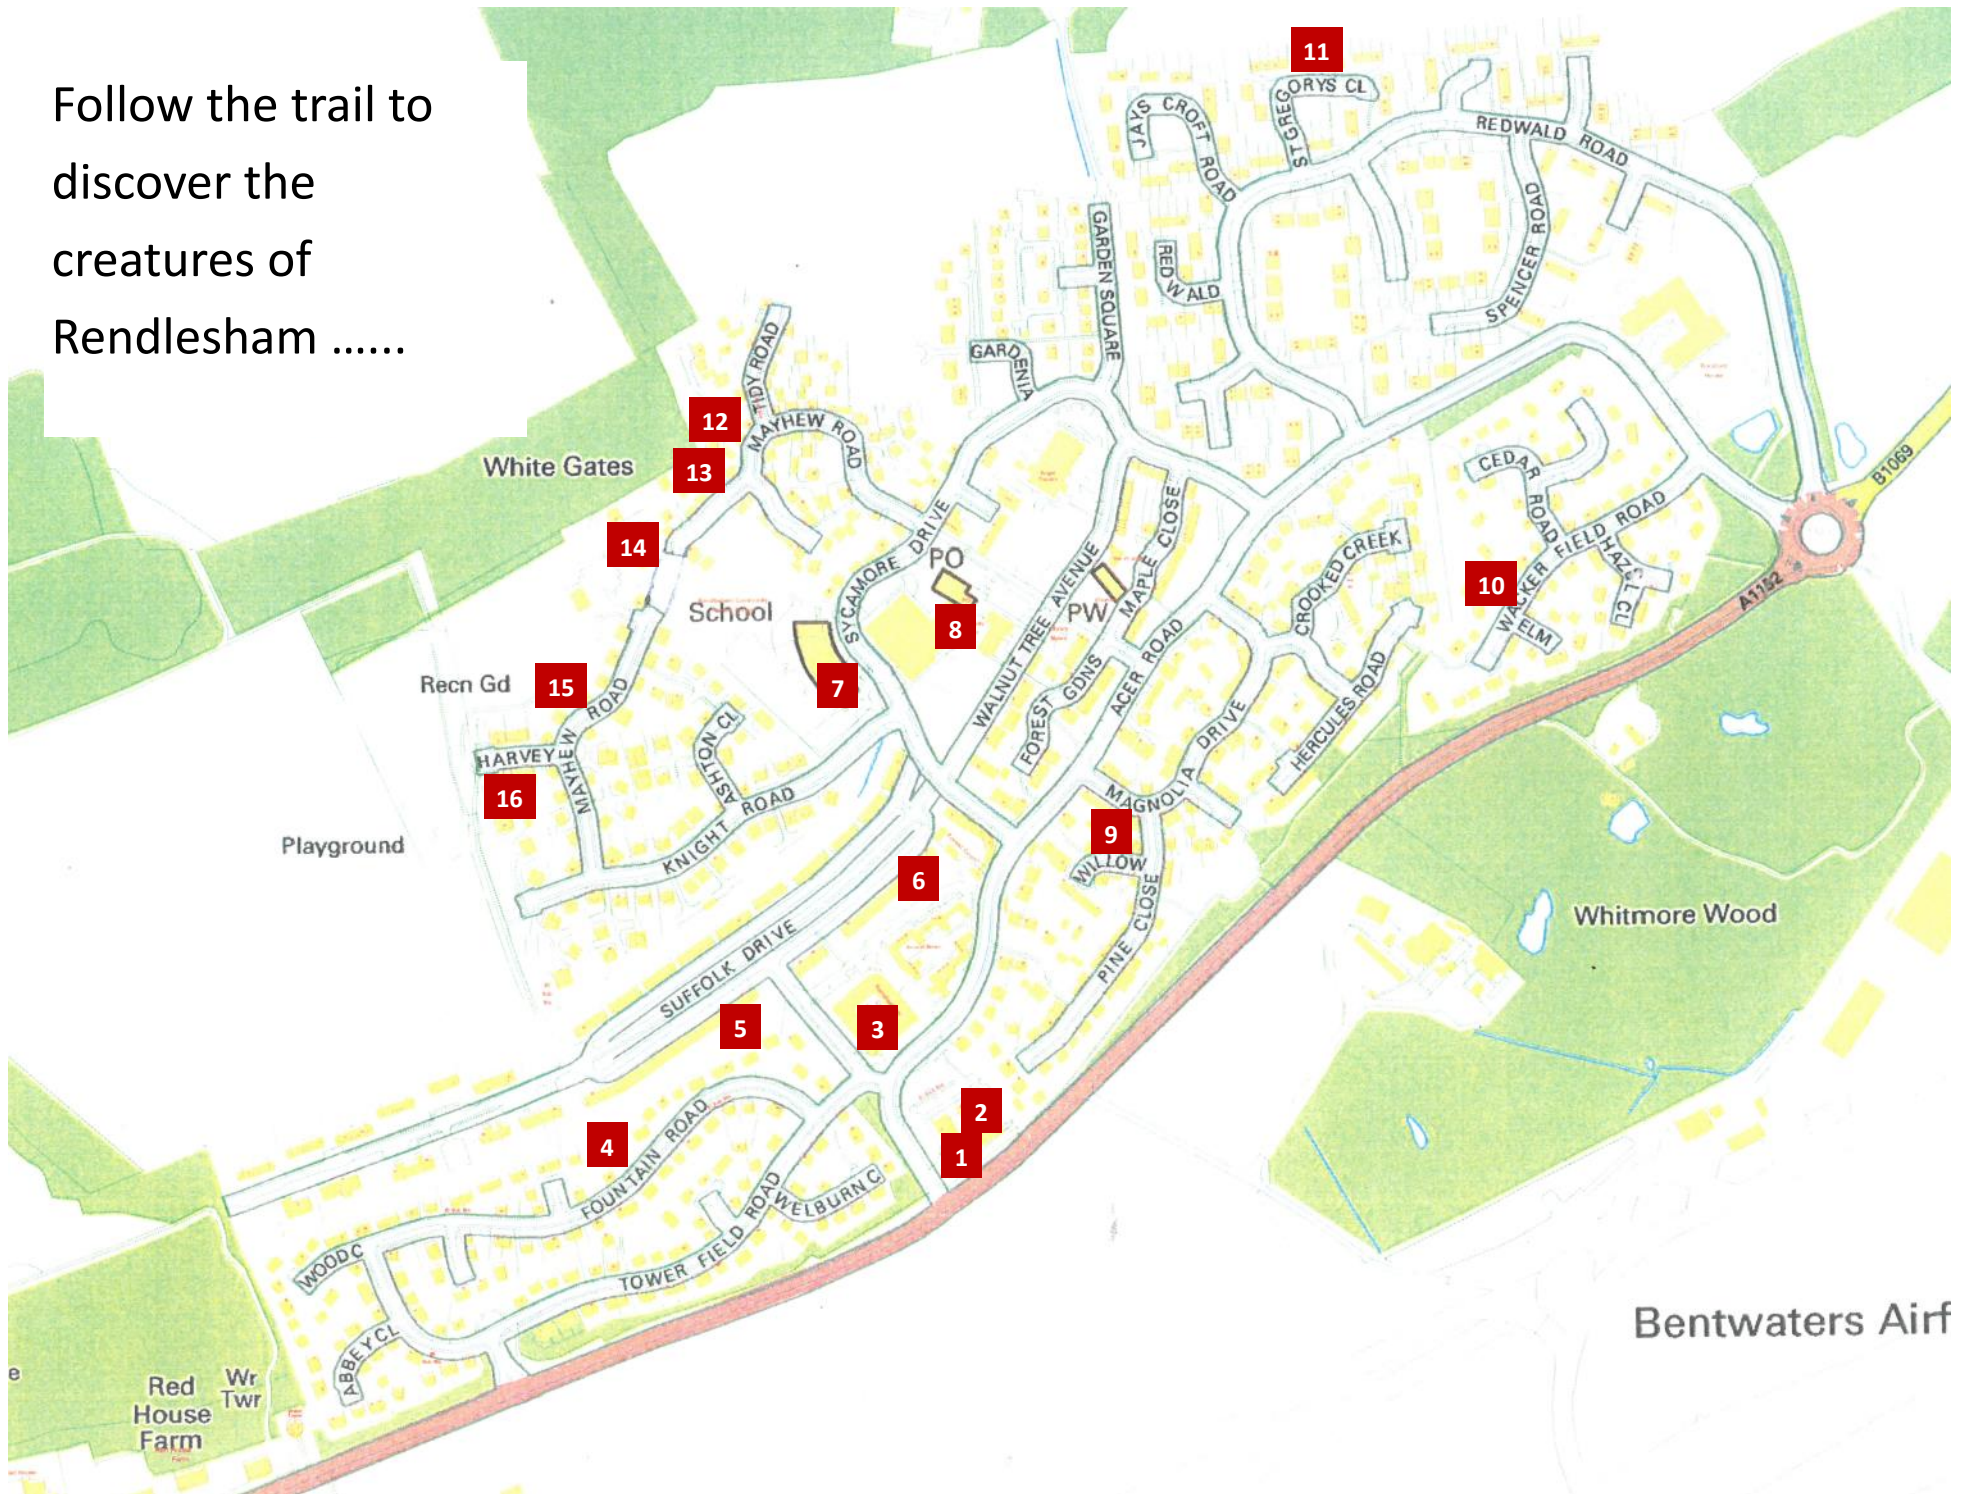 Follow the trail to
discover the
creatures of
Rendlesham ......
11
ST GREGORYS CL
JAYS CROFT ROAD
REDWALD ROAD
SPENCER ROAD
GARDEN SQUARE
REDWALD
GARDENIA
TIDY ROAD
12
MAYHEW ROAD
13
White Gates
14
CEDAR ROAD
B1069
WACKER FIELD ROAD
HAZEL CL
10
ELM
A1152
SYCAMORE DRIVE
PO
8
School
7
WALNUT TREE AVENUE
MAPLE CLOSE
PW
CROOKED CREEK
ACER ROAD
FOREST GDNS
HERCULES ROAD
MAGNOLIA DRIVE
Recn Gd
15
MAYHEW ROAD
HARVEY
16
ASHTON CL
KNIGHT ROAD
Playground
9
WILLOW
PINE CLOSE
6
SUFFOLK DRIVE
5
3
Whitmore Wood
2
1
4
FOUNTAIN ROAD
WELBURN C
TOWER FIELD ROAD
WOOD C
ABBEY CL
Bentwaters Airf
e
Red
House
Farm
Wr
Twr